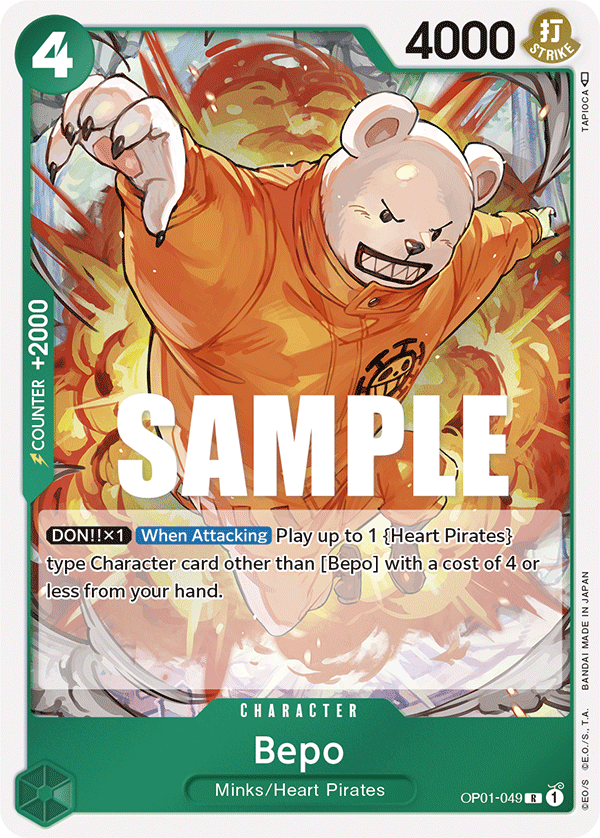 4
4000
打
STRIKE
TAPIOCA
COUNTER +2000
SAMPLE
DON!!×1 When Attacking Play up to 1 {Heart Pirates}
type Character card other than [Bepo] with a cost of 4 or
less from your hand.
©EO/S ©E.O./S., T.A. BANDAI MADE IN JAPAN
CHARACTER
Bepo
Minks/Heart Pirates
OP01-049 R 1